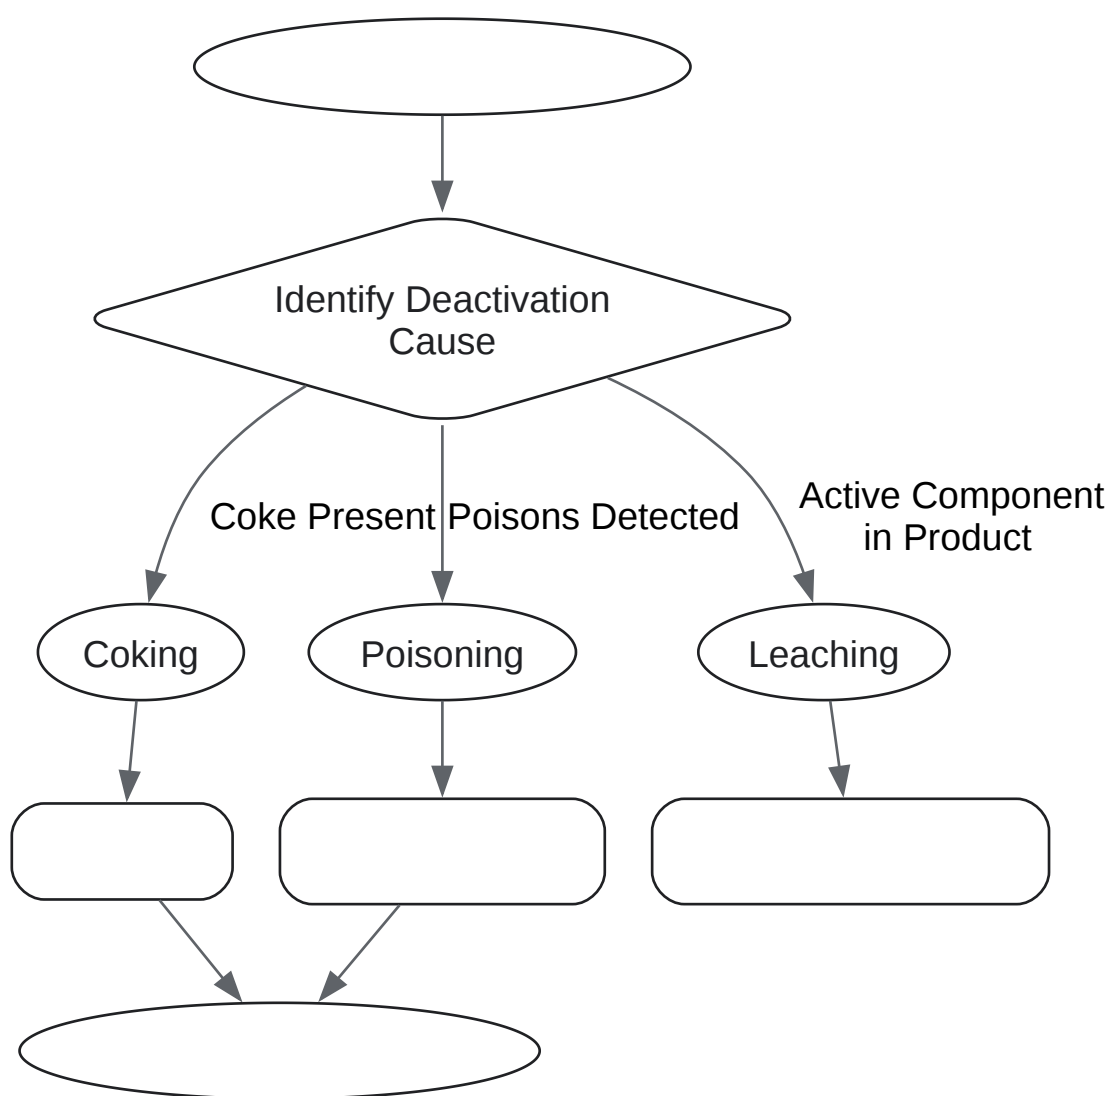 Identify Deactivation
Cause
Coke Present
Poisons Detected
Active Component
in Product
Coking
Poisoning
Leaching